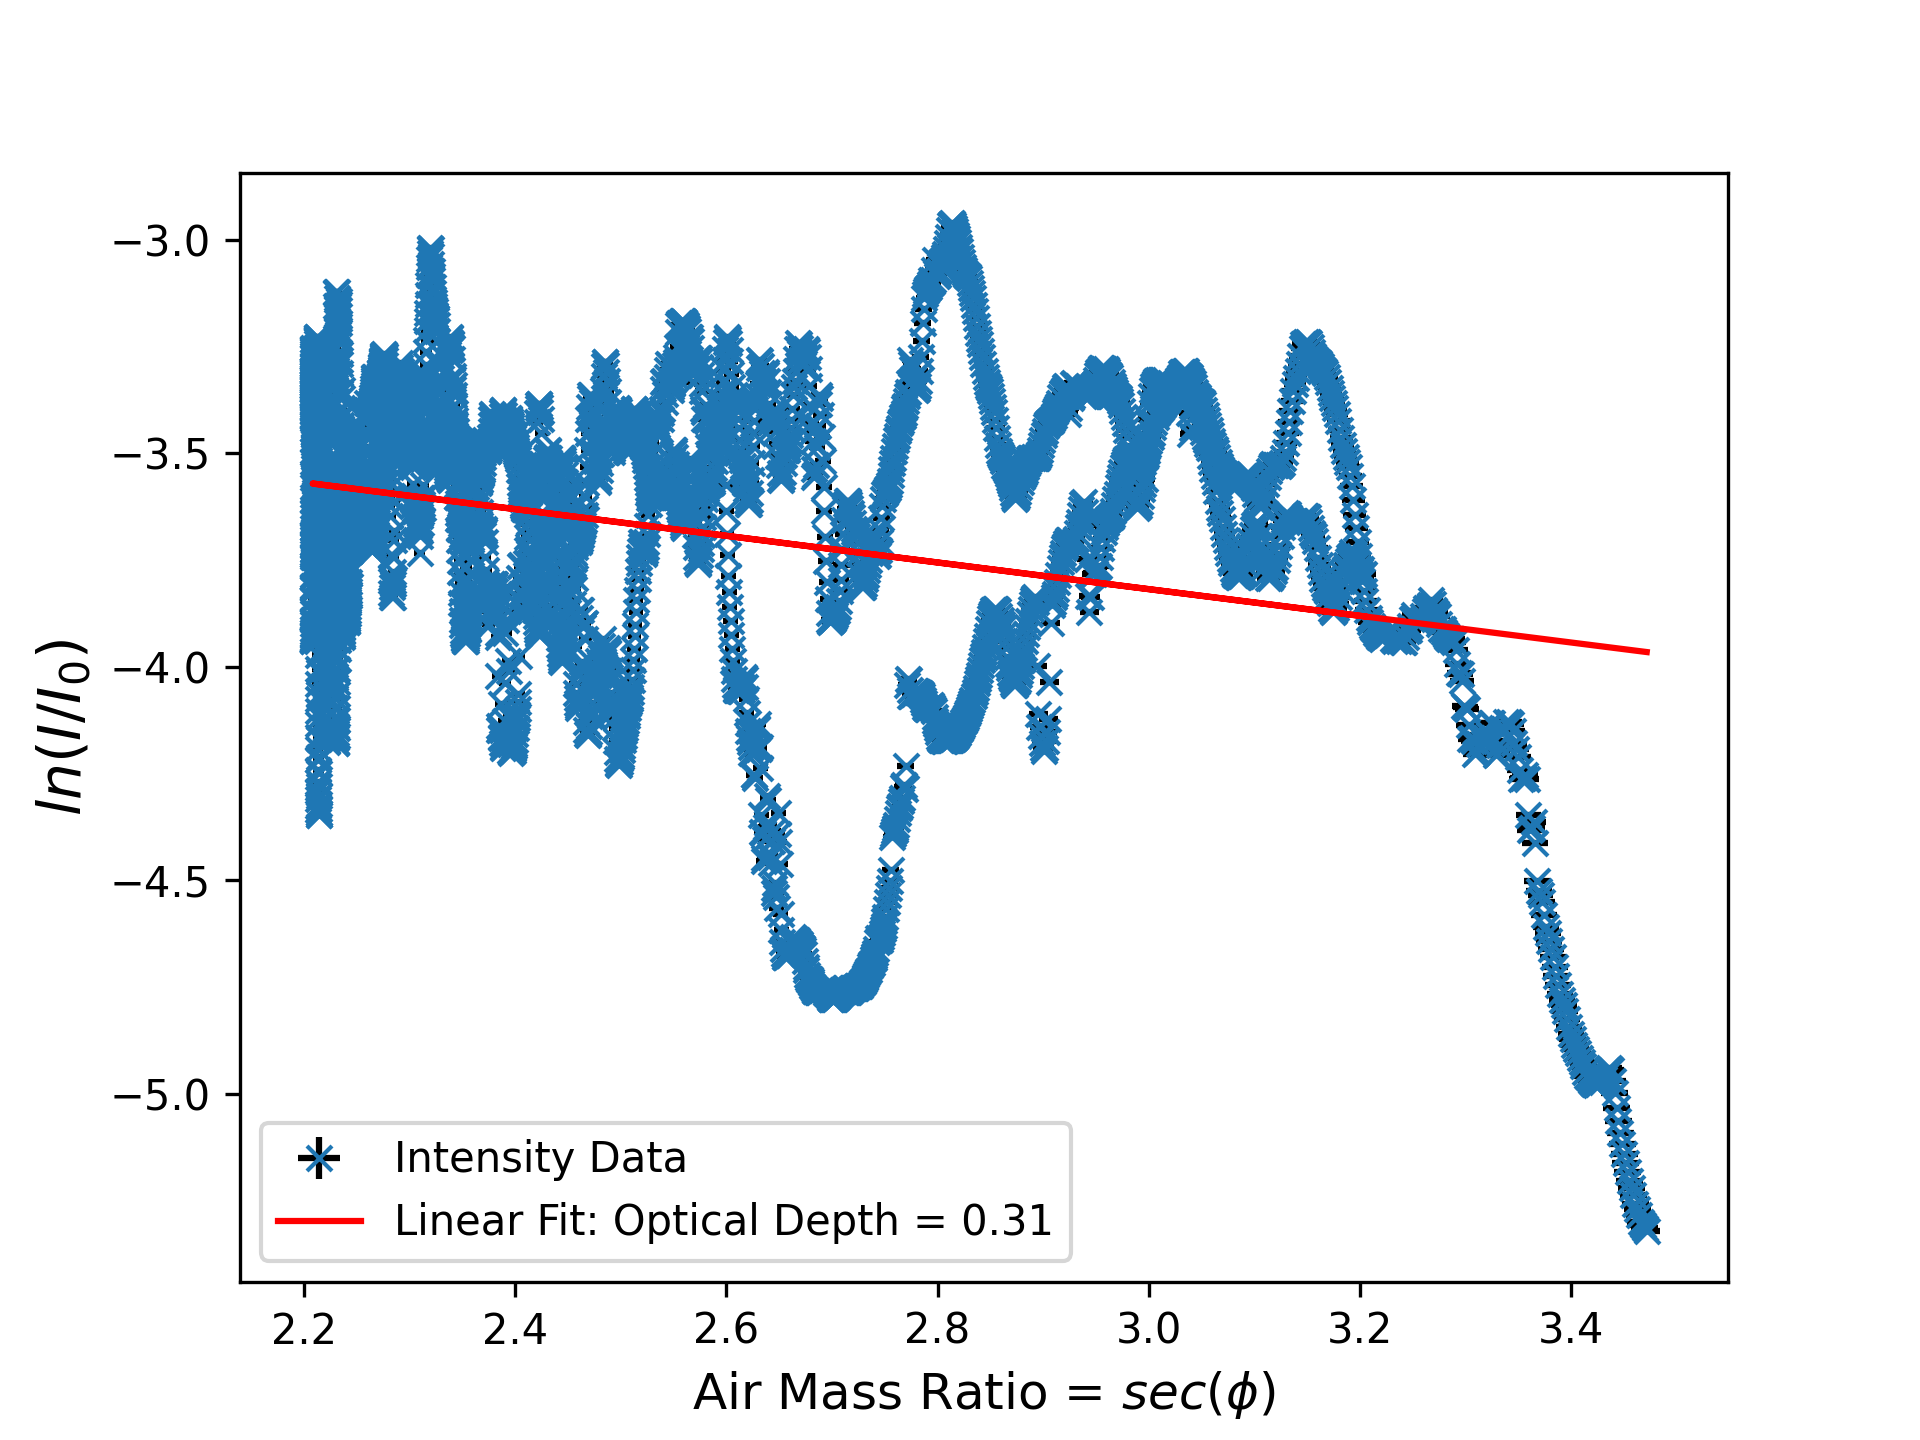 −3.0
−3.5
−4.0
−4.5
−5.0
ln(I/I₀)
Intensity Data
Linear Fit: Optical Depth = 0.31
2.2 2.4 2.6 2.8 3.0 3.2 3.4
Air Mass Ratio = sec(ϕ)